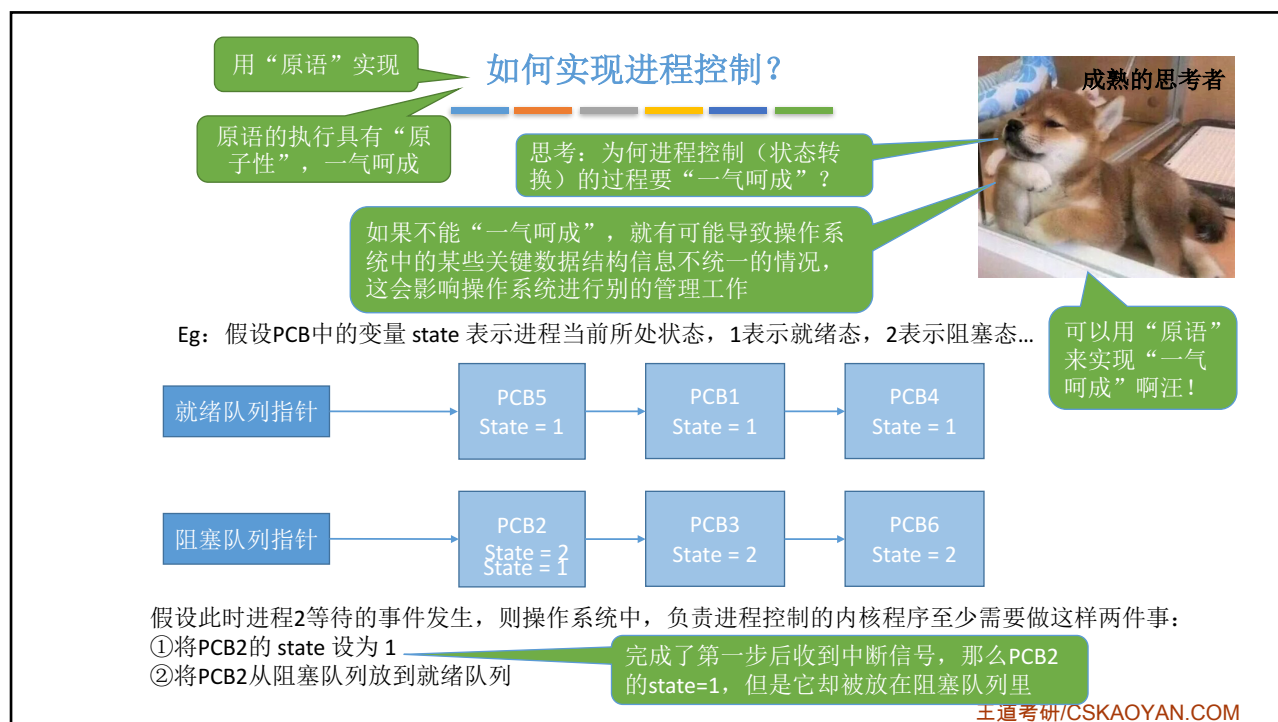 用“原语”实现
如何实现进程控制？
成熟的思考者
原语的执行具有“原
子性”，一气呵成
思考：为何进程控制（状态转
换）的过程要“一气呵成”？
如果不能“一气呵成”，就有可能导致操作系
统中的某些关键数据结构信息不统一的情况，
这会影响操作系统进行别的管理工作
可以用“原语”
来实现“一气
呵成”啊汪！
Eg：假设PCB中的变量 state 表示进程当前所处状态，1表示就绪态，2表示阻塞态…
就绪队列指针
PCB5
State = 1
PCB1
State = 1
PCB4
State = 1
阻塞队列指针
PCB2
State = 2
State = 1
PCB3
State = 2
PCB6
State = 2
假设此时进程2等待的事件发生，则操作系统中，负责进程控制的内核程序至少需要做这样两件事：
①将PCB2的 state 设为 1
②将PCB2从阻塞队列放到就绪队列
完成了第一步后收到中断信号，那么PCB2
的state=1，但是它却被放在阻塞队列里
王道考研/CSKAOYAN.COM